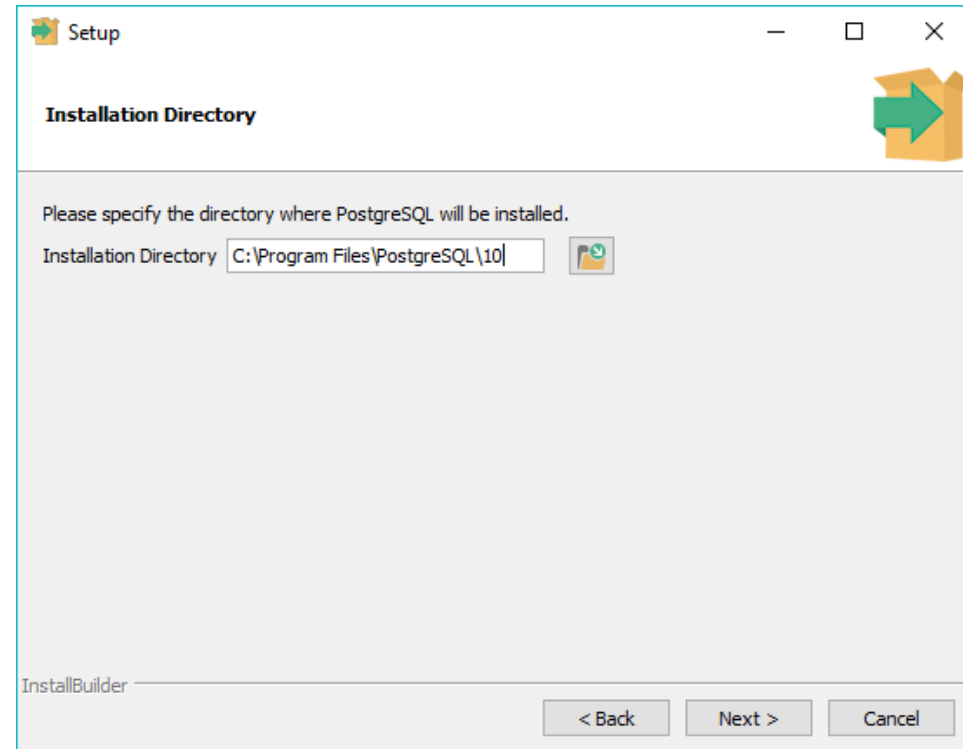 Setup
Installation Directory
Please specify the directory where PostgreSQL will be installed.
Installation Directory C:\Program Files\PostgreSQL\10
InstallBuilder
< Back Next > Cancel